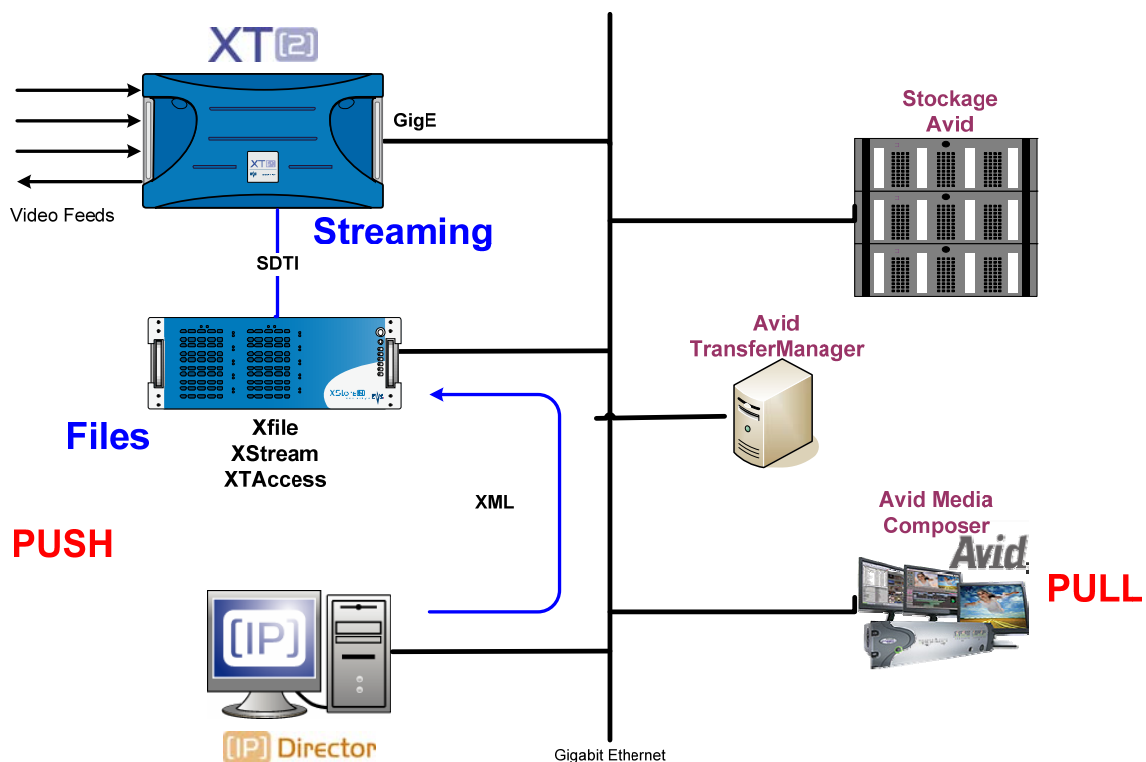 XT[2]
GigE
Video Feeds
Streaming
SDTI
Files
Xfile
XStream
XTAccess
XML
PUSH
[IP]
[IP] Director
Gigabit Ethernet
Stockage
Avid
Avid
TransferManager
Avid Media
Composer
Avid
PULL